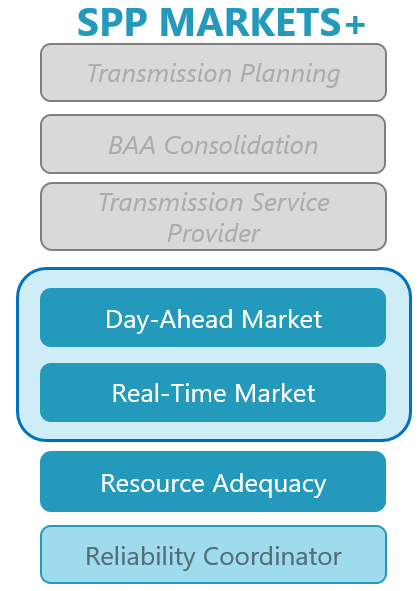 SPP MARKETS+
Transmission Planning
BAA Consolidation
Transmission Service
Provider
Day-Ahead Market
Real-Time Market
Resource Adequacy
Reliability Coordinator